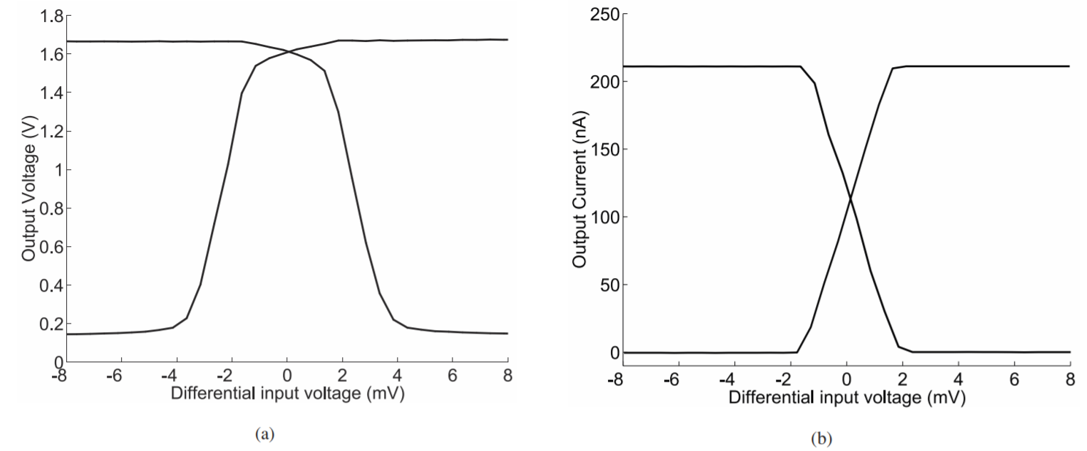 1.8
1.6
1.4
1.2
1
0.8
0.6
0.4
0.2
0
Output Voltage (V)
-8 -6 -4 -2 0 2 4 6 8
Differential input voltage (mV)
(a)
250
200
150
100
50
0
Output Current (nA)
-8 -6 -4 -2 0 2 4 6 8
Differential input voltage (mV)
(b)